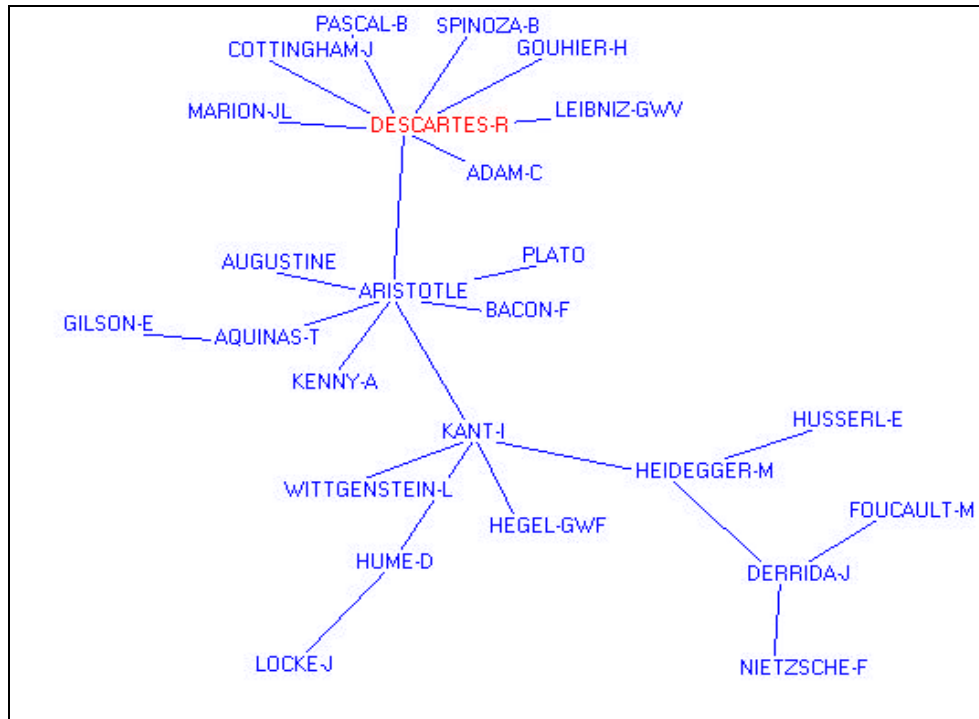 PASCAL-B
SPINOZA-B
COTTINGHAM-J
GOUHIER-H
MARION-JL
LEIBNIZ-GWV
DESCARTES-R
ADAM-C
AUGUSTINE
PLATO
ARISTOTLE
BACON-F
GILSON-E
AQUINAS-T
KENNY-A
HUSSERL-E
KANT-I
HEIDEGGER-M
WITTGENSTEIN-L
FOUCAULT-M
HEGEL-GWF
HUME-D
DERRIDA-J
LOCKE-J
NIETZSCHE-F